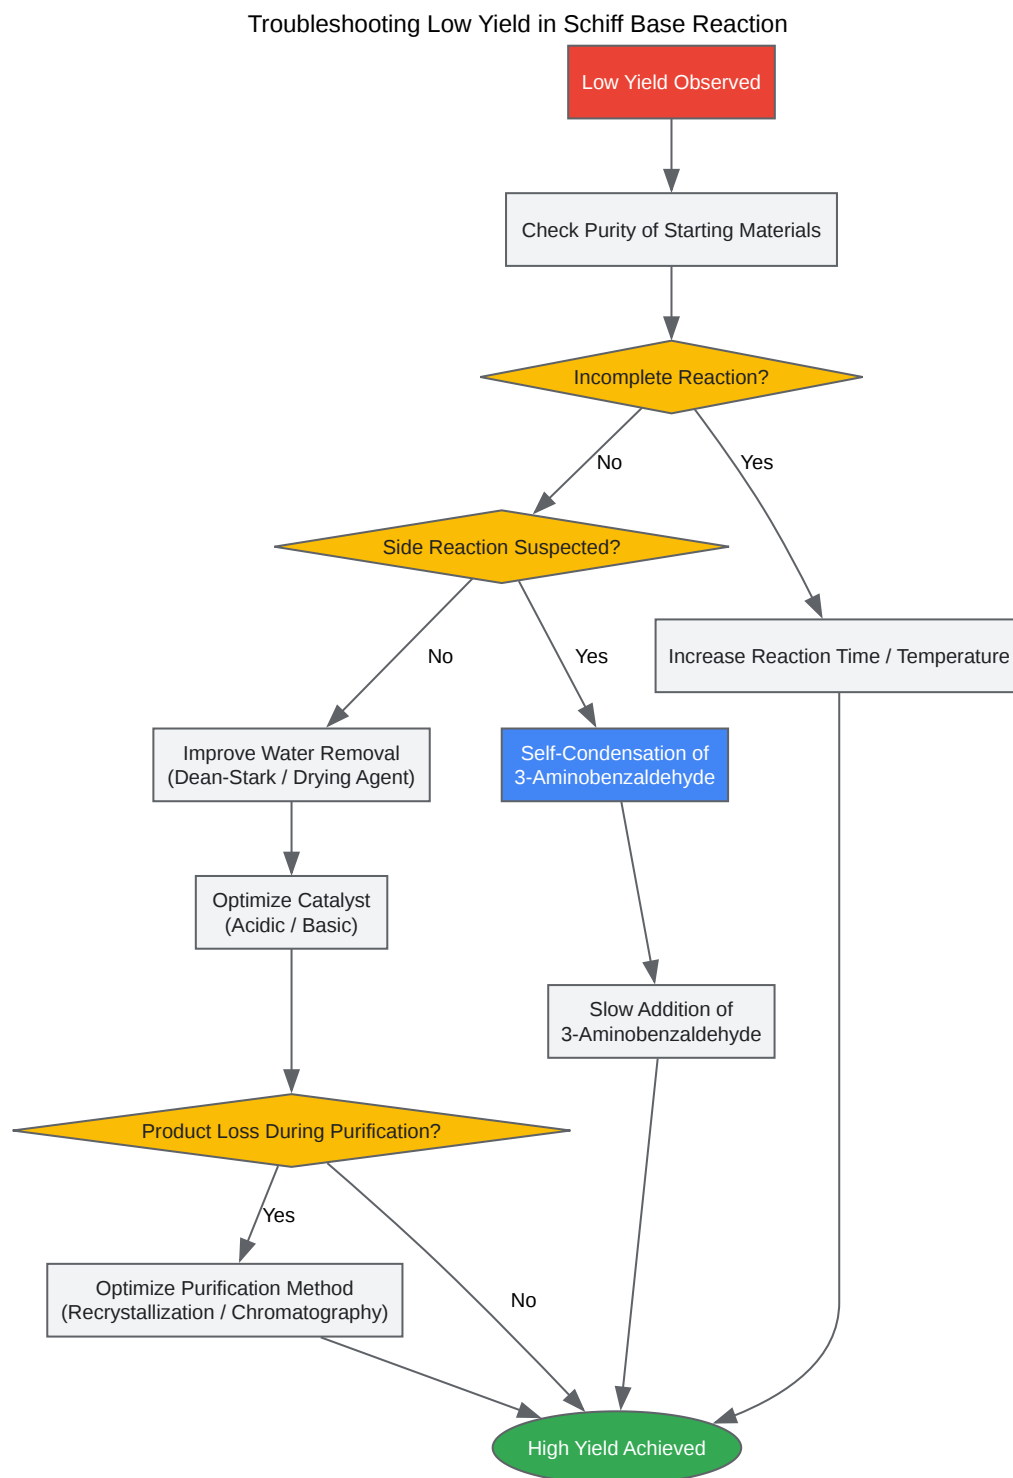 Troubleshooting Low Yield in Schiff Base Reaction
Low Yield Observed
Check Purity of Starting Materials
Incomplete Reaction?
No
Yes
Side Reaction Suspected?
Increase Reaction Time / Temperature
No
Yes
Improve Water Removal
(Dean-Stark / Drying Agent)
Self-Condensation of
3-Aminobenzaldehyde
Optimize Catalyst
(Acidic / Basic)
Slow Addition of
3-Aminobenzaldehyde
Product Loss During Purification?
Yes
No
Optimize Purification Method
(Recrystallization / Chromatography)
High Yield Achieved